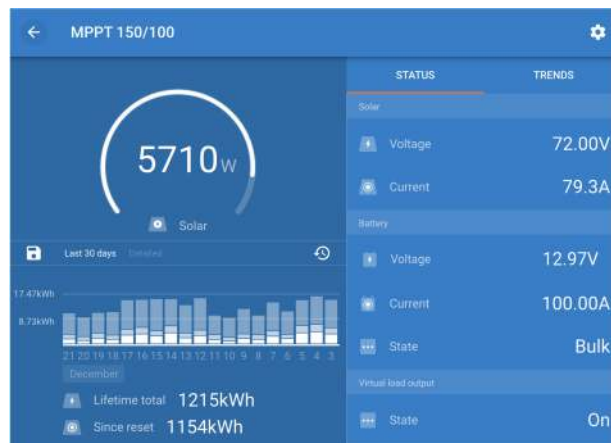 MPPT 150/100
5710W
Solar
Last 30 days Detailed
17.47kWh
8.73kWh
21 20 19 18 17 16 15 14 13 12 11 10 9 8 7 6 5 4 3
December
Lifetime total 1215kWh
Since reset 1154kWh
STATUS TRENDS
Solar
Voltage 72.00V
Current 79.3A
Battery
Voltage 12.97V
Current 100.00A
State Bulk
Virtual load output
State On